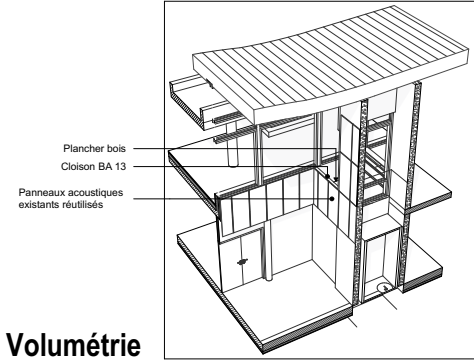 Plancher bois
Cloison BA 13
Panneaux acoustiques
existants réutilisés
Volumétrie